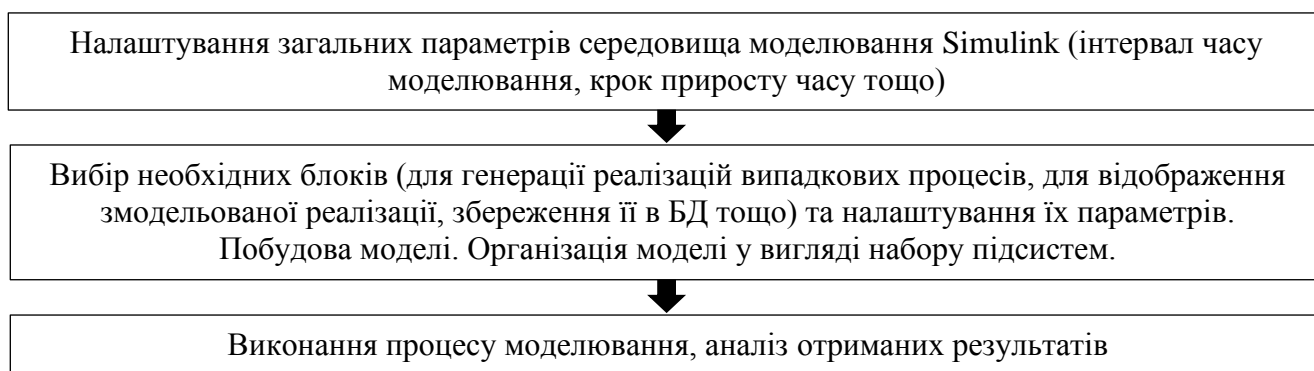 Налаштування загальних параметрів середовища моделювання Simulink (інтервал часу
моделювання, крок приросту часу тощо)
Вибір необхідних блоків (для генерації реалізацій випадкових процесів, для відображення
змодельованої реалізації, збереження її в БД тощо) та налаштування їх параметрів.
Побудова моделі. Організація моделі у вигляді набору підсистем.
Виконання процесу моделювання, аналіз отриманих результатів